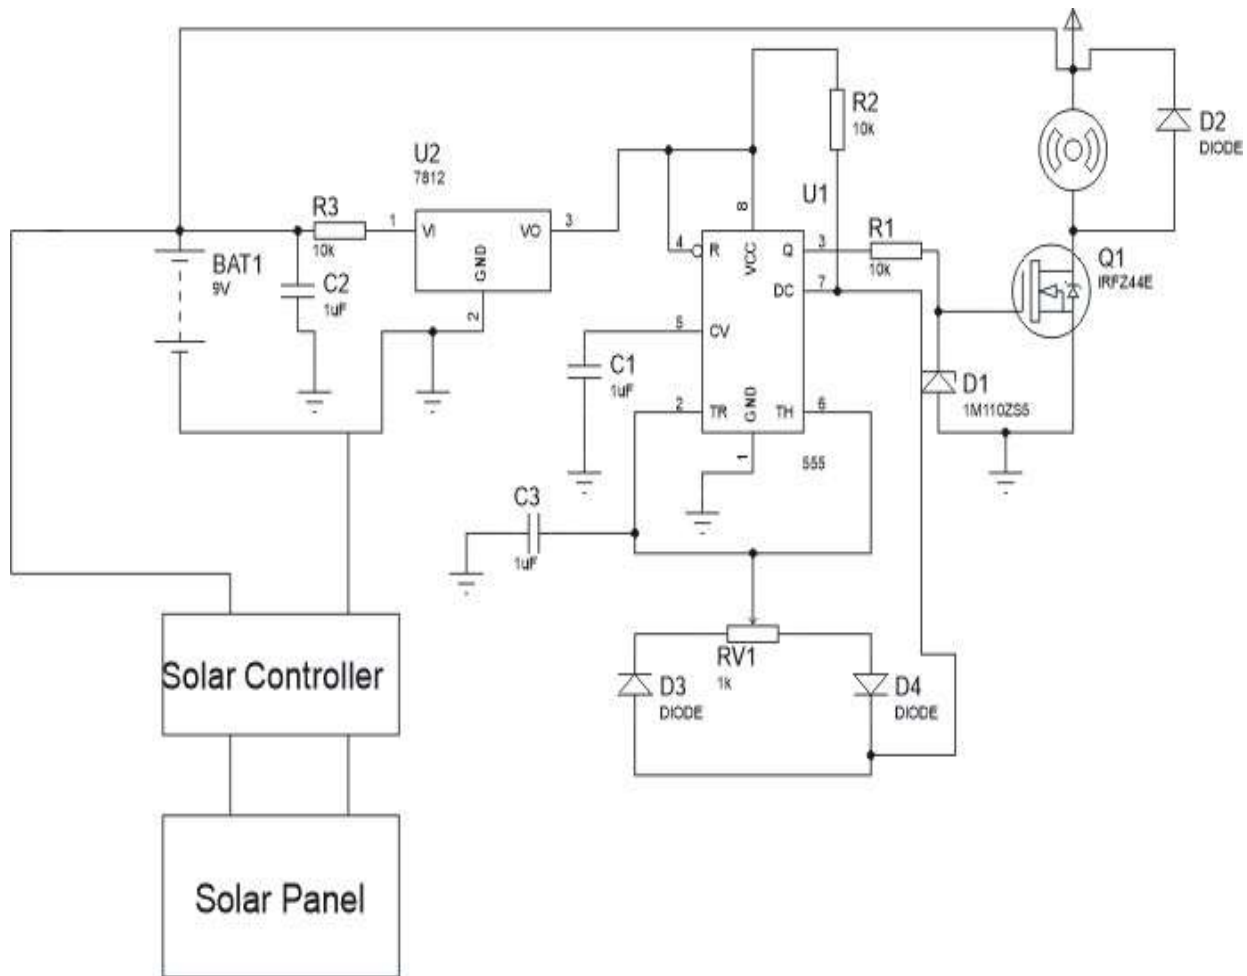 R2
10k
D2
DIODE
U2
7812
U1
R3
10k
1
VI
VO
3
GND
2
8
4
R
VCC
Q
3
R1
10k
Q1
IRFZ44E
BAT1
9V
C2
1uF
DC
7
5
CV
C1
1uF
D1
1M110ZS5
2
TR
GND
TH
6
1
555
C3
1uF
RV1
1k
D3
DIODE
D4
DIODE
Solar Controller
Solar Panel